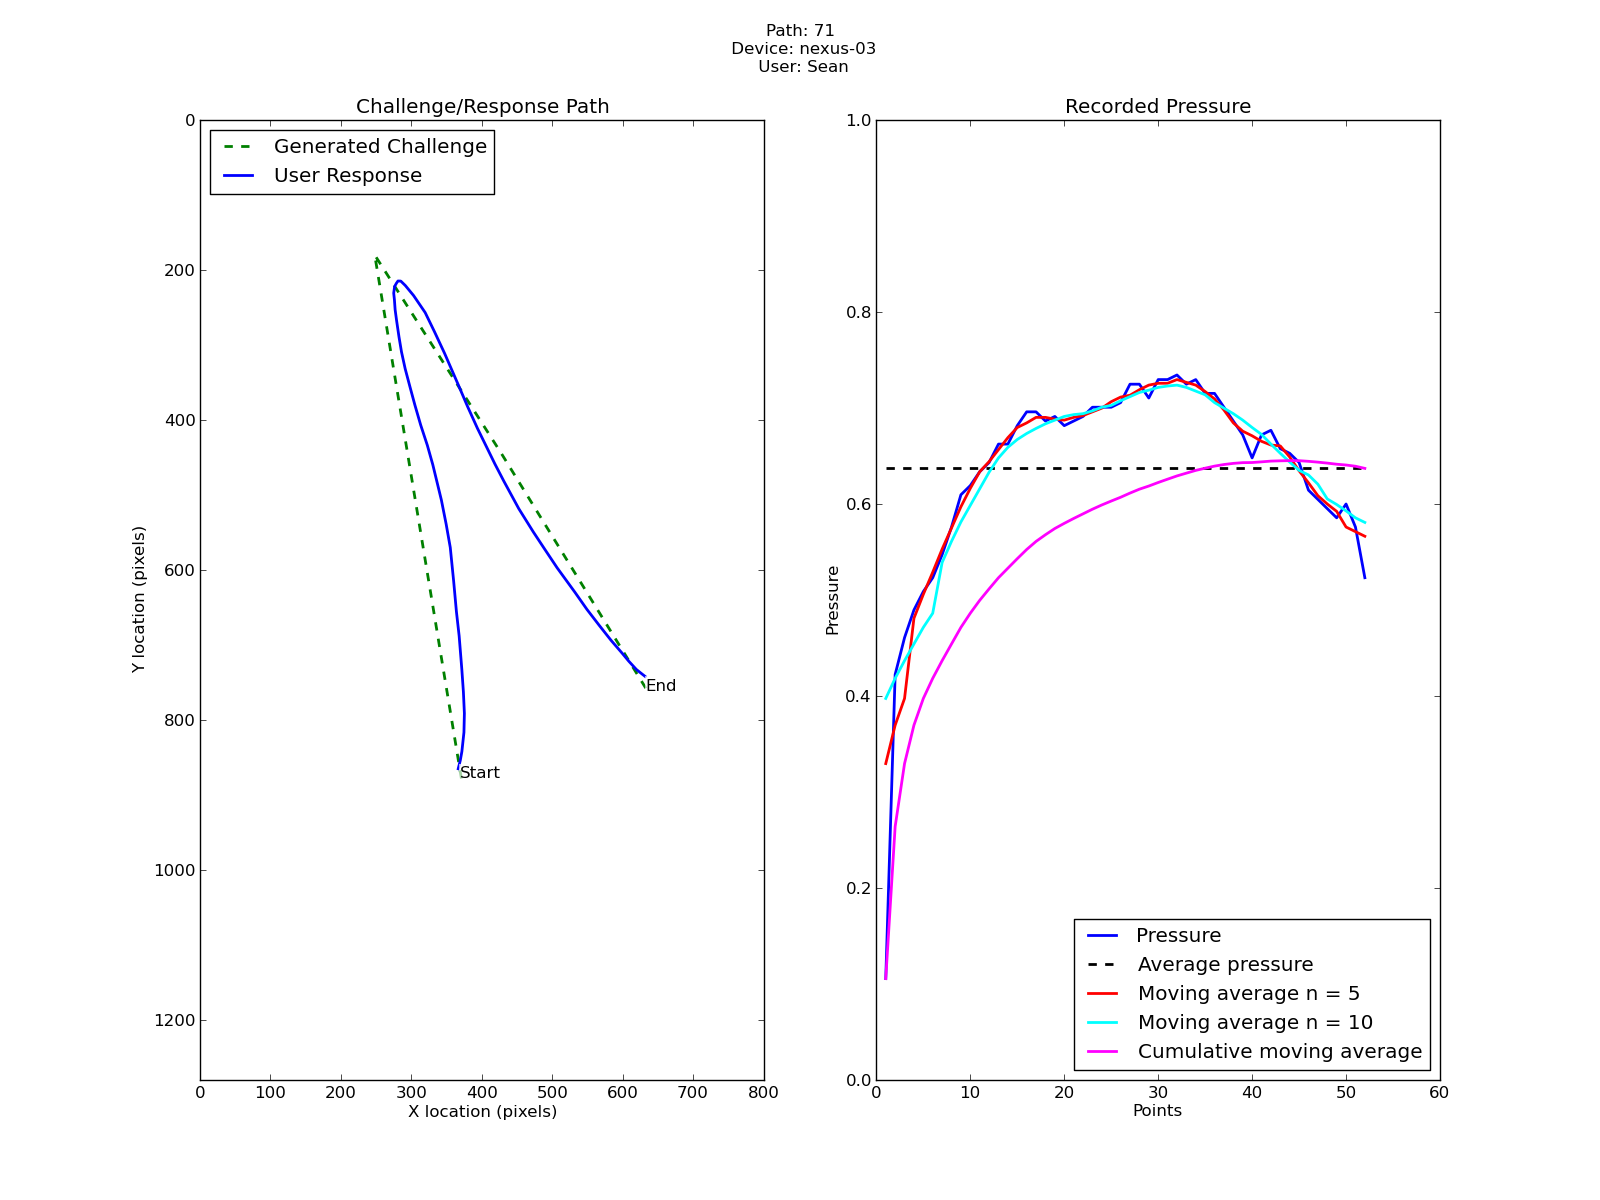 Path: 71
Device: nexus-03
User: Sean
Challenge/Response Path
Generated Challenge
User Response
0
200
400
600
800
1000
1200
Y location (pixels)
Start
End
0 100 200 300 400 500 600 700 800
X location (pixels)
Recorded Pressure
1.0
0.8
0.6
0.4
0.2
0.0
Pressure
Pressure
Average pressure
Moving average n = 5
Moving average n = 10
Cumulative moving average
0 10 20 30 40 50 60
Points